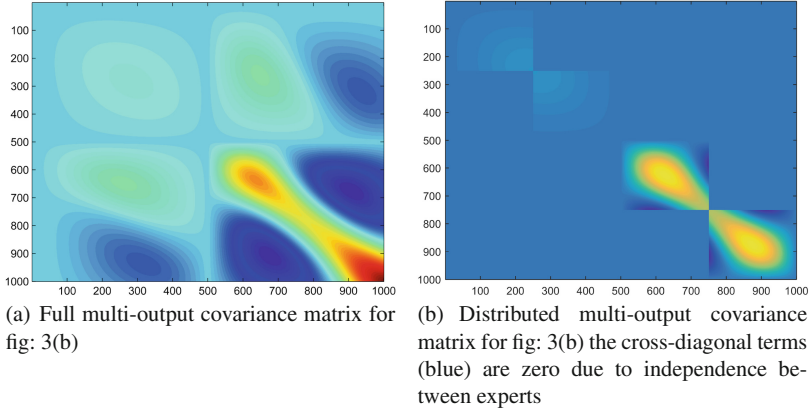 100
200
300
400
500
600
700
800
900
1000
100 200 300 400 500 600 700 800 900 1000
100
200
300
400
500
600
700
800
900
1000
100 200 300 400 500 600 700 800 900 1000
(a) Full multi-output covariance matrix for
fig: 3(b)
(b) Distributed multi-output covariance
matrix for fig: 3(b) the cross-diagonal terms
(blue) are zero due to independence be-
tween experts